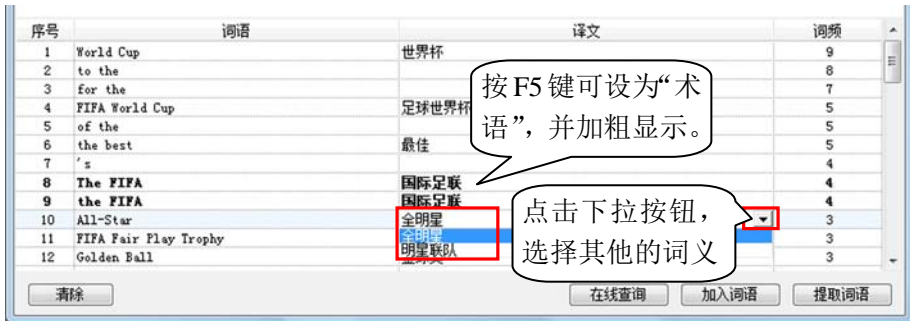 序号 词语 译文 词频
1 World Cup 世界杯 9
2 to the 8
3 for the 7
4 FIFA World Cup 足球世界杯 5
5 of the 5
6 the best 最佳 5
7 's 4
8 The FIFA 国际足联 4
9 the FIFA 国际足联 4
10 All-Star 全明星 3
全明星
11 FIFA Fair Play Trophy 3
明星联队
12 Golden Ball 3
按F5键可设为“术
语”，并加粗显示。
点击下拉按钮，
选择其他的词义
清除 在线查询 加入词语 提取词语